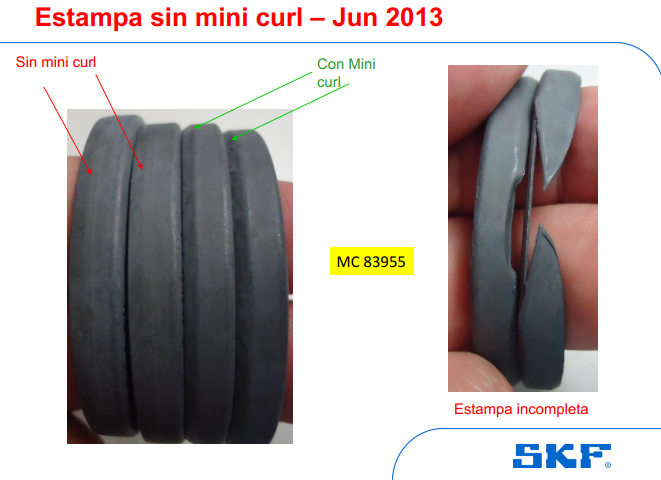 Estampa sin mini curl – Jun 2013
Sin mini curl
Con Mini
curl
MC 83955
Estampa incompleta
SKF®